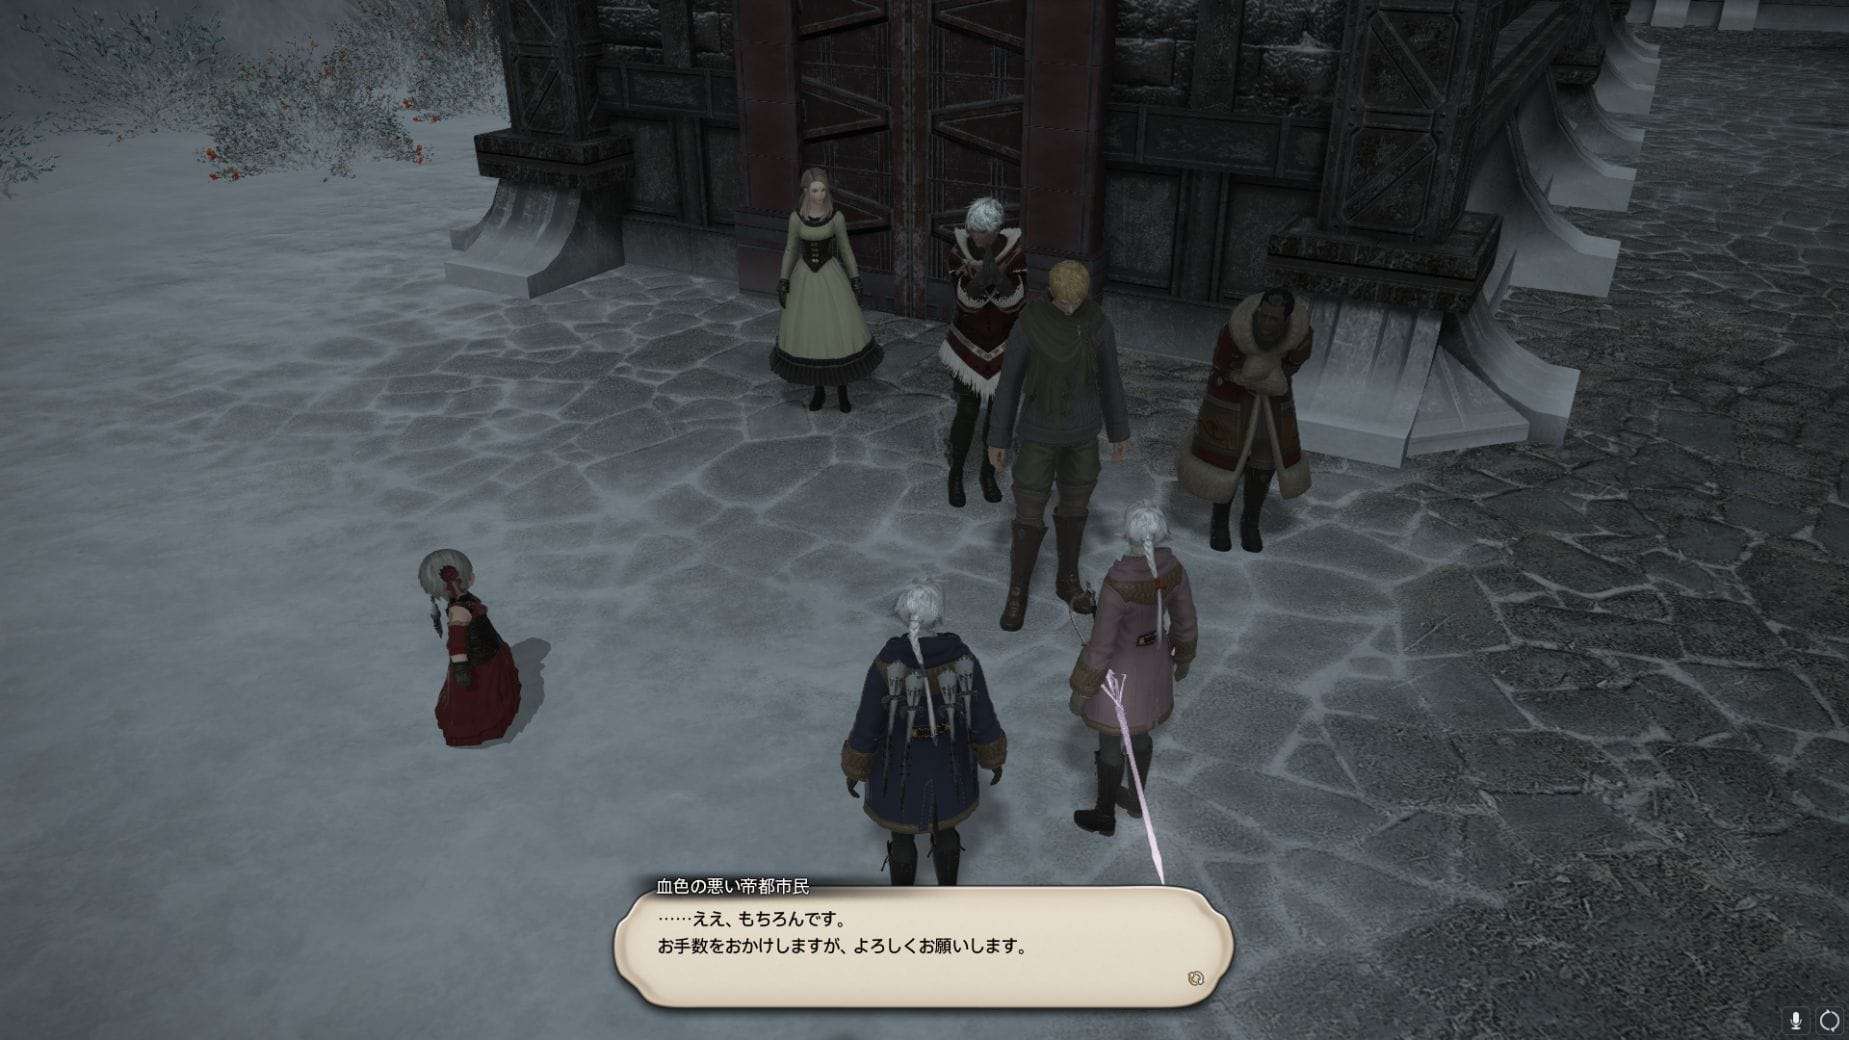 血色の悪い帝都市民
……ええ、もちろんです。
お手数をおかけしますが、よろしくお願いします。